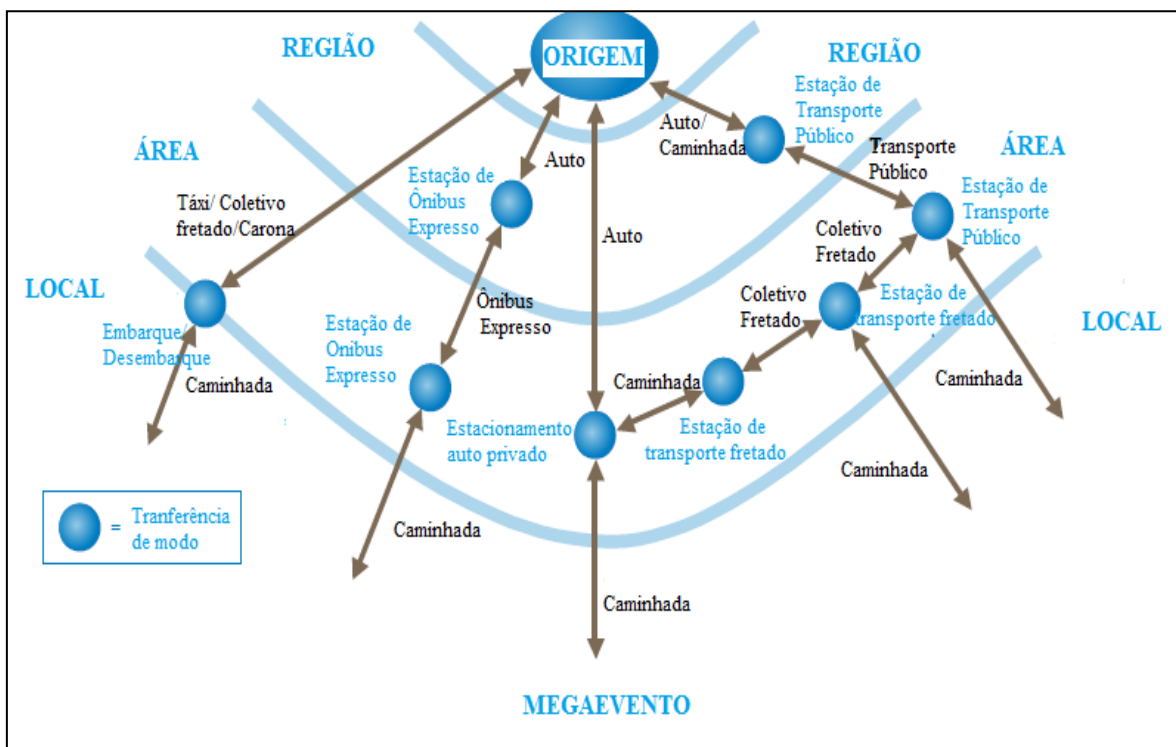 REGIÃO
ORIGEM
REGIÃO
Estação de
Transporte
Público
Auto/
Caminhada
Auto
ÁREA
Estação de
Ônibus
Expresso
Transporte
Público
ÁREA
Estação de
Transporte
Público
Táxi/ Coletivo
fretado/Carona
Auto
Coletivo
Fretado
LOCAL
Ônibus
Expresso
Coletivo
Fretado
Estação de
transporte fretado
LOCAL
Embarque/
Desembarque
Estação de
Onibus
Expresso
Caminhada
Caminhada
Caminhada
Estacionamento
auto privado
Estação de
transporte fretado
Caminhada
= Tranferência
de modo
Caminhada
Caminhada
MEGAEVENTO